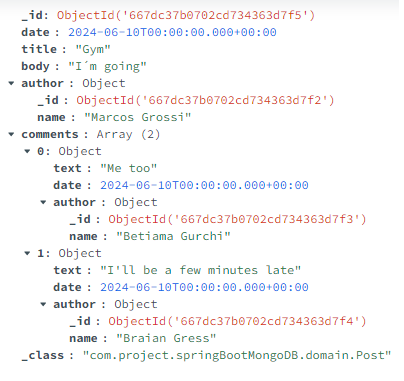 _id: ObjectId('667dc37b0702cd734363d7f5')
date : 2024-06-10T00:00:00.000+00:00
title : "Gym"
body : "I´m going"
author : Object
_id : ObjectId('667dc37b0702cd734363d7f2')
name : "Marcos Grossi"
comments : Array (2)
0: Object
text : "Me too"
date : 2024-06-10T00:00:00.000+00:00
author : Object
_id : ObjectId('667dc37b0702cd734363d7f3')
name : "Betiama Gurchi"
1: Object
text : "I'll be a few minutes late"
date : 2024-06-10T00:00:00.000+00:00
author : Object
_id : ObjectId('667dc37b0702cd734363d7f4')
name : "Braian Gress"
_class : "com.project.springBootMongoDB.domain.Post"